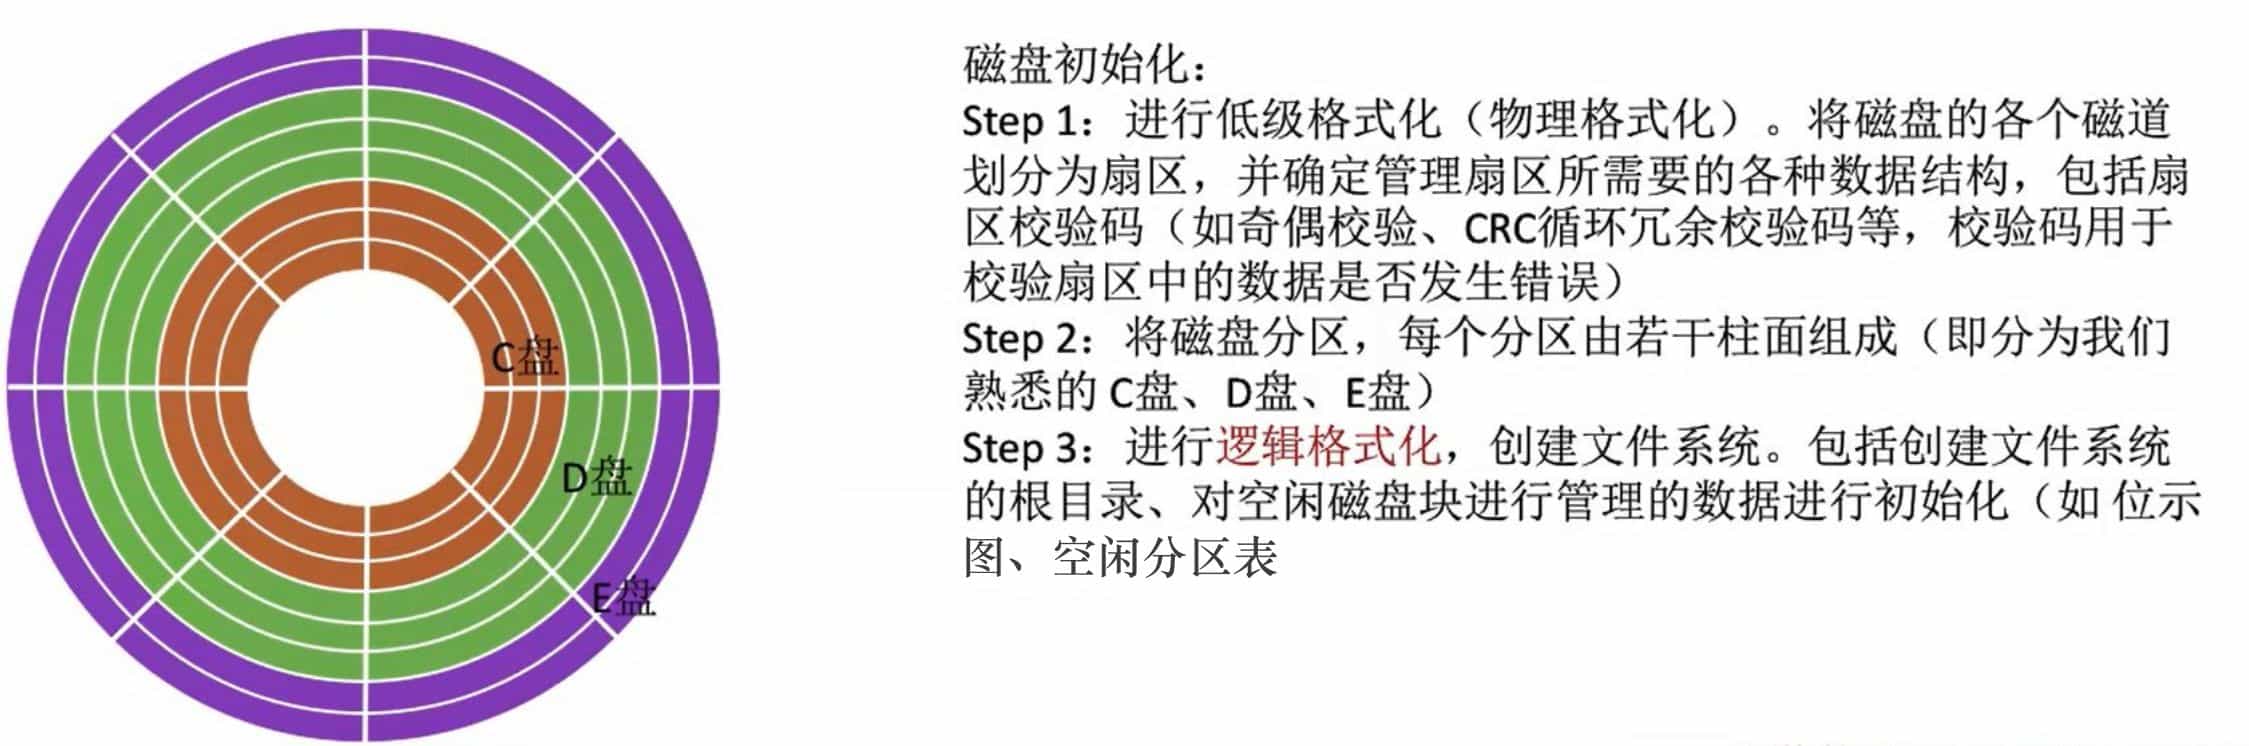 磁盘初始化：
Step 1：进行低级格式化（物理格式化）。将磁盘的各个磁道
划分为扇区，并确定管理扇区所需要的各种数据结构，包括扇
区校验码（如奇偶校验、CRC循环冗余校验码等，校验码用于
校验扇区中的数据是否发生错误）
Step 2：将磁盘分区，每个分区由若干柱面组成（即分为我们
熟悉的 C盘、D盘、E盘）
Step 3：进行逻辑格式化，创建文件系统。包括创建文件系统
的根目录、对空闲磁盘块进行管理的数据进行初始化（如 位示
图、空闲分区表
C盘
D盘
E盘